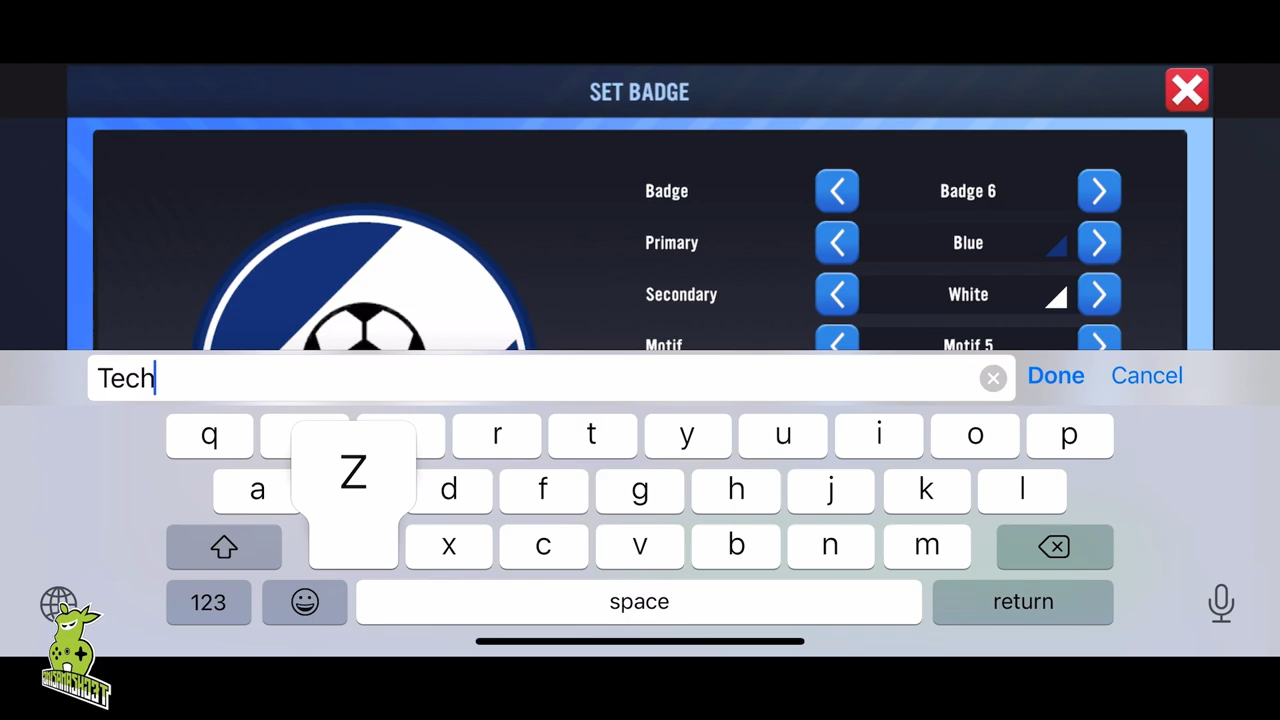 SET BADGE
Badge Badge 6
Primary Blue
Secondary White
Motif Motif 5
Tech Done Cancel
q r t y u i o p
Z
a d f g h j k l
x c v b n m
123 space return